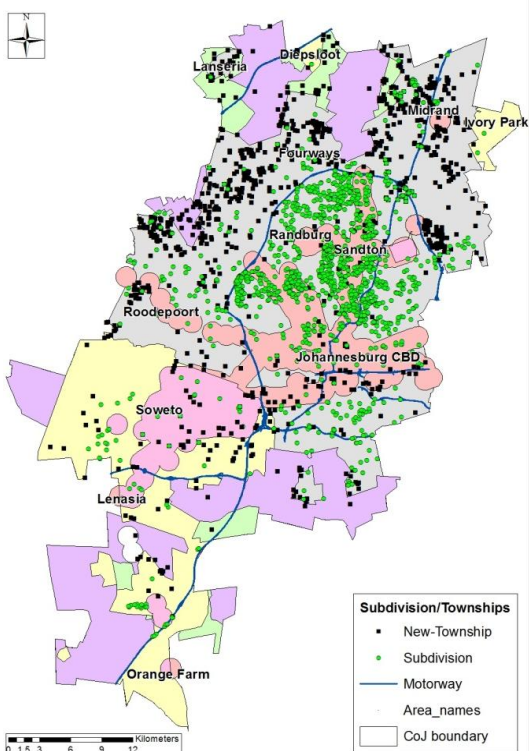 N
Diepsloot
Lanseria
Midrand
Ivory Park
Fourways
Randburg
Sandton
Roodepoort
Johannesburg CBD
Soweto
Lenasia
Orange Farm
Subdivision/Townships
New-Township
Subdivision
Motorway
Area_names
CoJ boundary
Kilometers
0 1.5 3 6 9 12